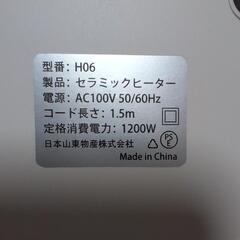 型番：H06
製品：セラミックヒーター
電源：AC100V 50/60Hz
コード長さ：1.5m
定格消費電力：1200W
日本山東物産株式会社
PSE
Made in China